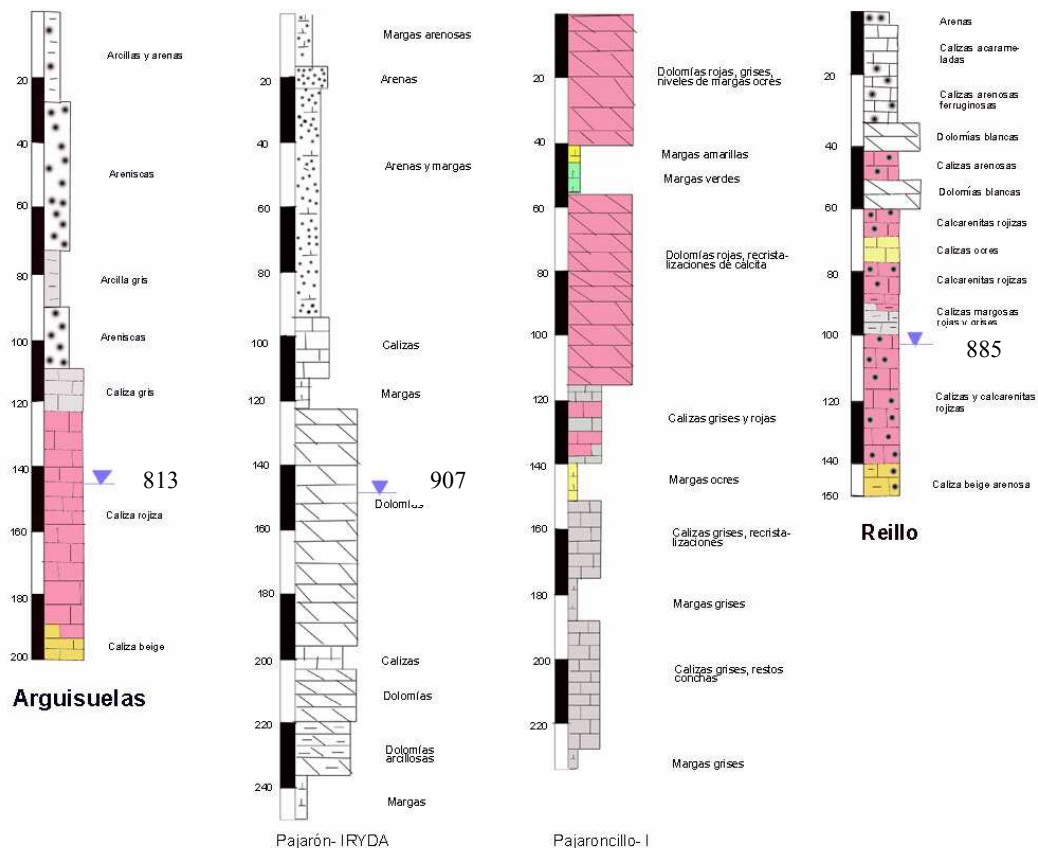 Arcillas y arenas
20
40
Areniscas
60
80
Arcilla gris
100
Areniscas
120
Caliza gris
140
813
Caliza rojiza
160
180
Caliza beige
200
Arguisuelas
Margas arenosas
20
Arenas
40
Arenas y margas
60
80
100
Calizas
Margas
120
140
907
Dolomías
160
180
200
Calizas
Dolomías
220
Dolomías
arcillosas
240
Margas
Pajarón- IRYDA
Dolomías rojas, grises,
niveles de margas ocres
20
40
Margas amarillas
Margas verdes
60
Dolomías rojas, recrista-
lizaciones de cálcita
80
100
120
Calizas grises y rojas
140
Margas ocres
160
Calizas grises, recrista-
lizaciones
180
Margas grises
200
Calizas grises, restos
conchas
220
Margas grises
Pajaroncillo- I
Arenas
Calizas acarame-
ladas
20
Calizas arenosas
ferruginosas
Dolomías blancas
40
Calizas arenosas
Dolomías blancas
60
Calcarenitas rojizas
Calizas ocres
80
Calcarenitas rojizas
Calizas margosas
rojas y grises
100
885
120
Calizas y calcarenitas
rojizas
140
Caliza beige arenosa
150
Reillo